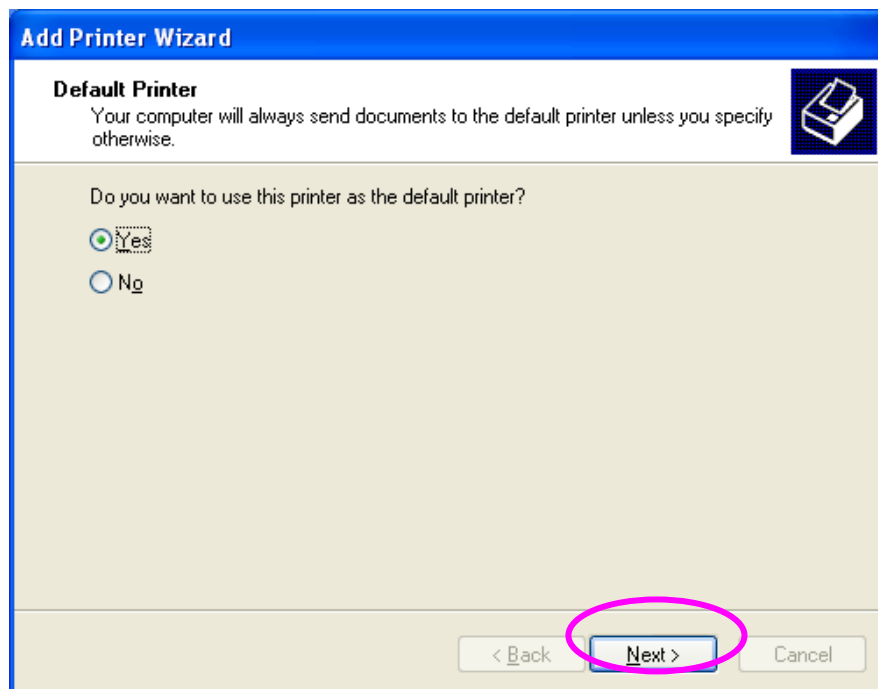 Add Printer Wizard
Default Printer
Your computer will always send documents to the default printer unless you specify
otherwise.
Do you want to use this printer as the default printer?
Yes
No
< Back Next > Cancel